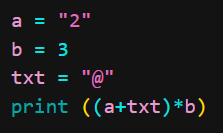 a = "2"
b = 3
txt = "@"
print ((a+txt)*b)